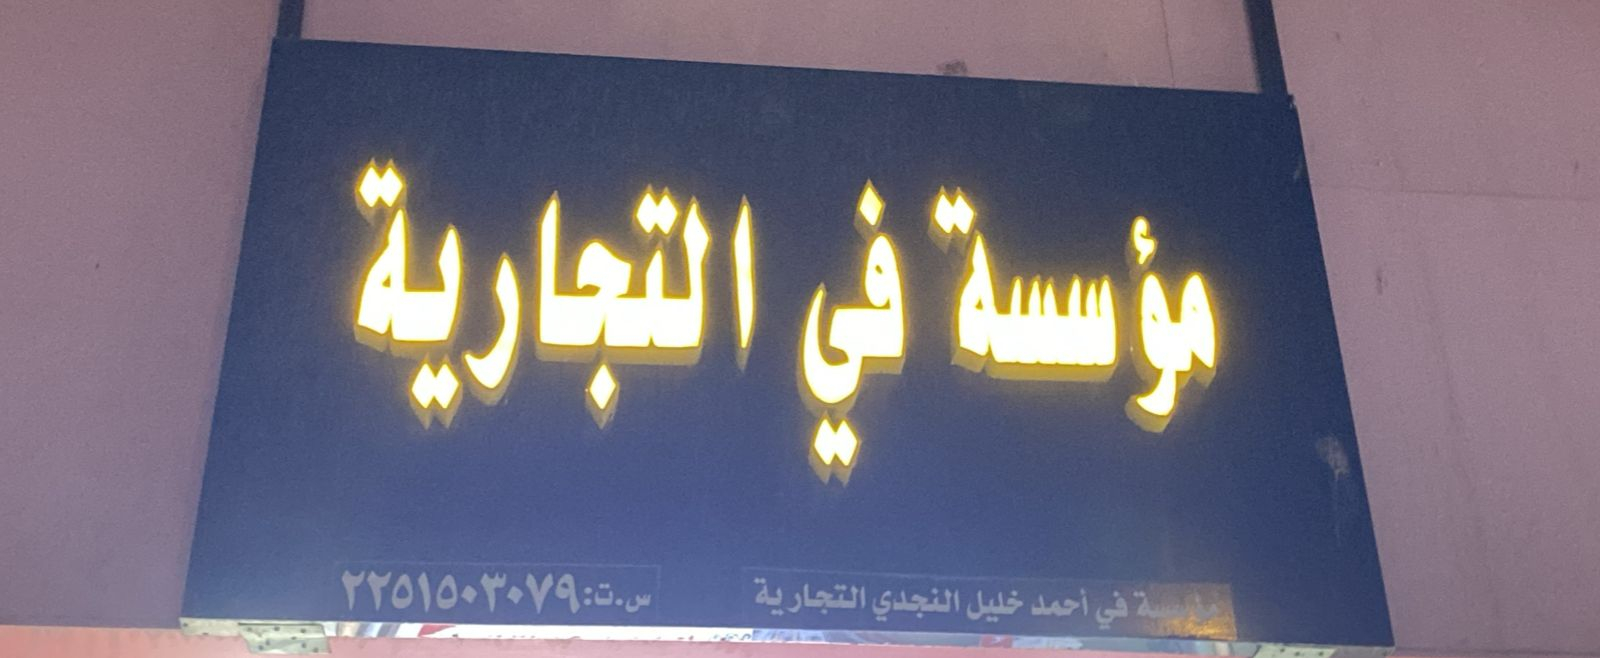 مؤسسة في التجارية
مؤسسة في أحمد خليل النجدي التجارية
س.ت: ٢٢٥١٥٠٣٠٧٩